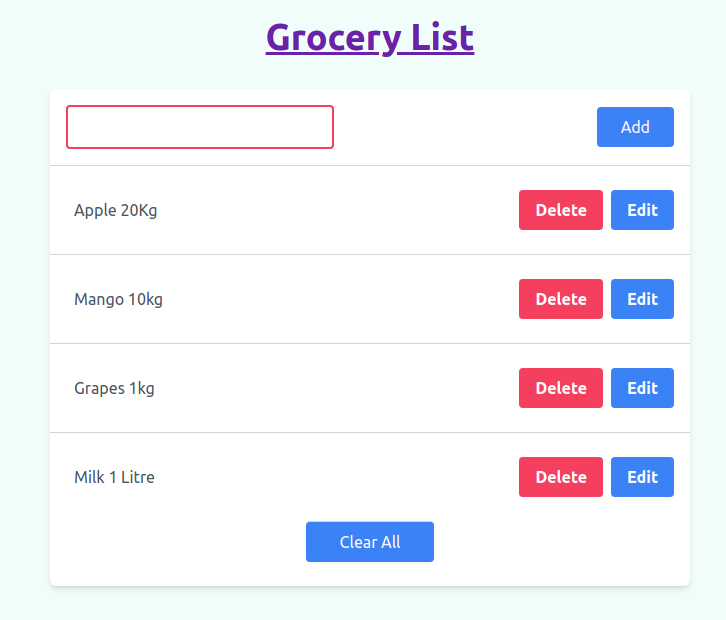 Grocery List
Add
Apple 20Kg Delete Edit
Mango 10kg Delete Edit
Grapes 1kg Delete Edit
Milk 1 Litre Delete Edit
Clear All